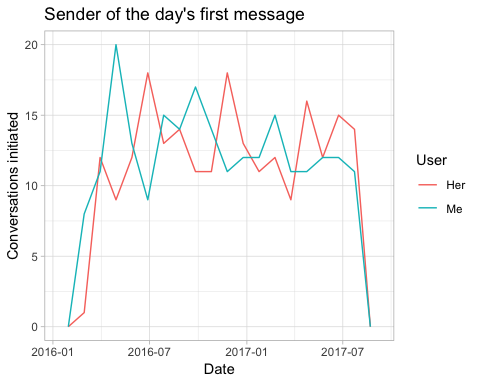 Sender of the day's first message
Conversations initiated
20
15
10
5
0
2016-01 2016-07 2017-01 2017-07
Date
User
Her
Me